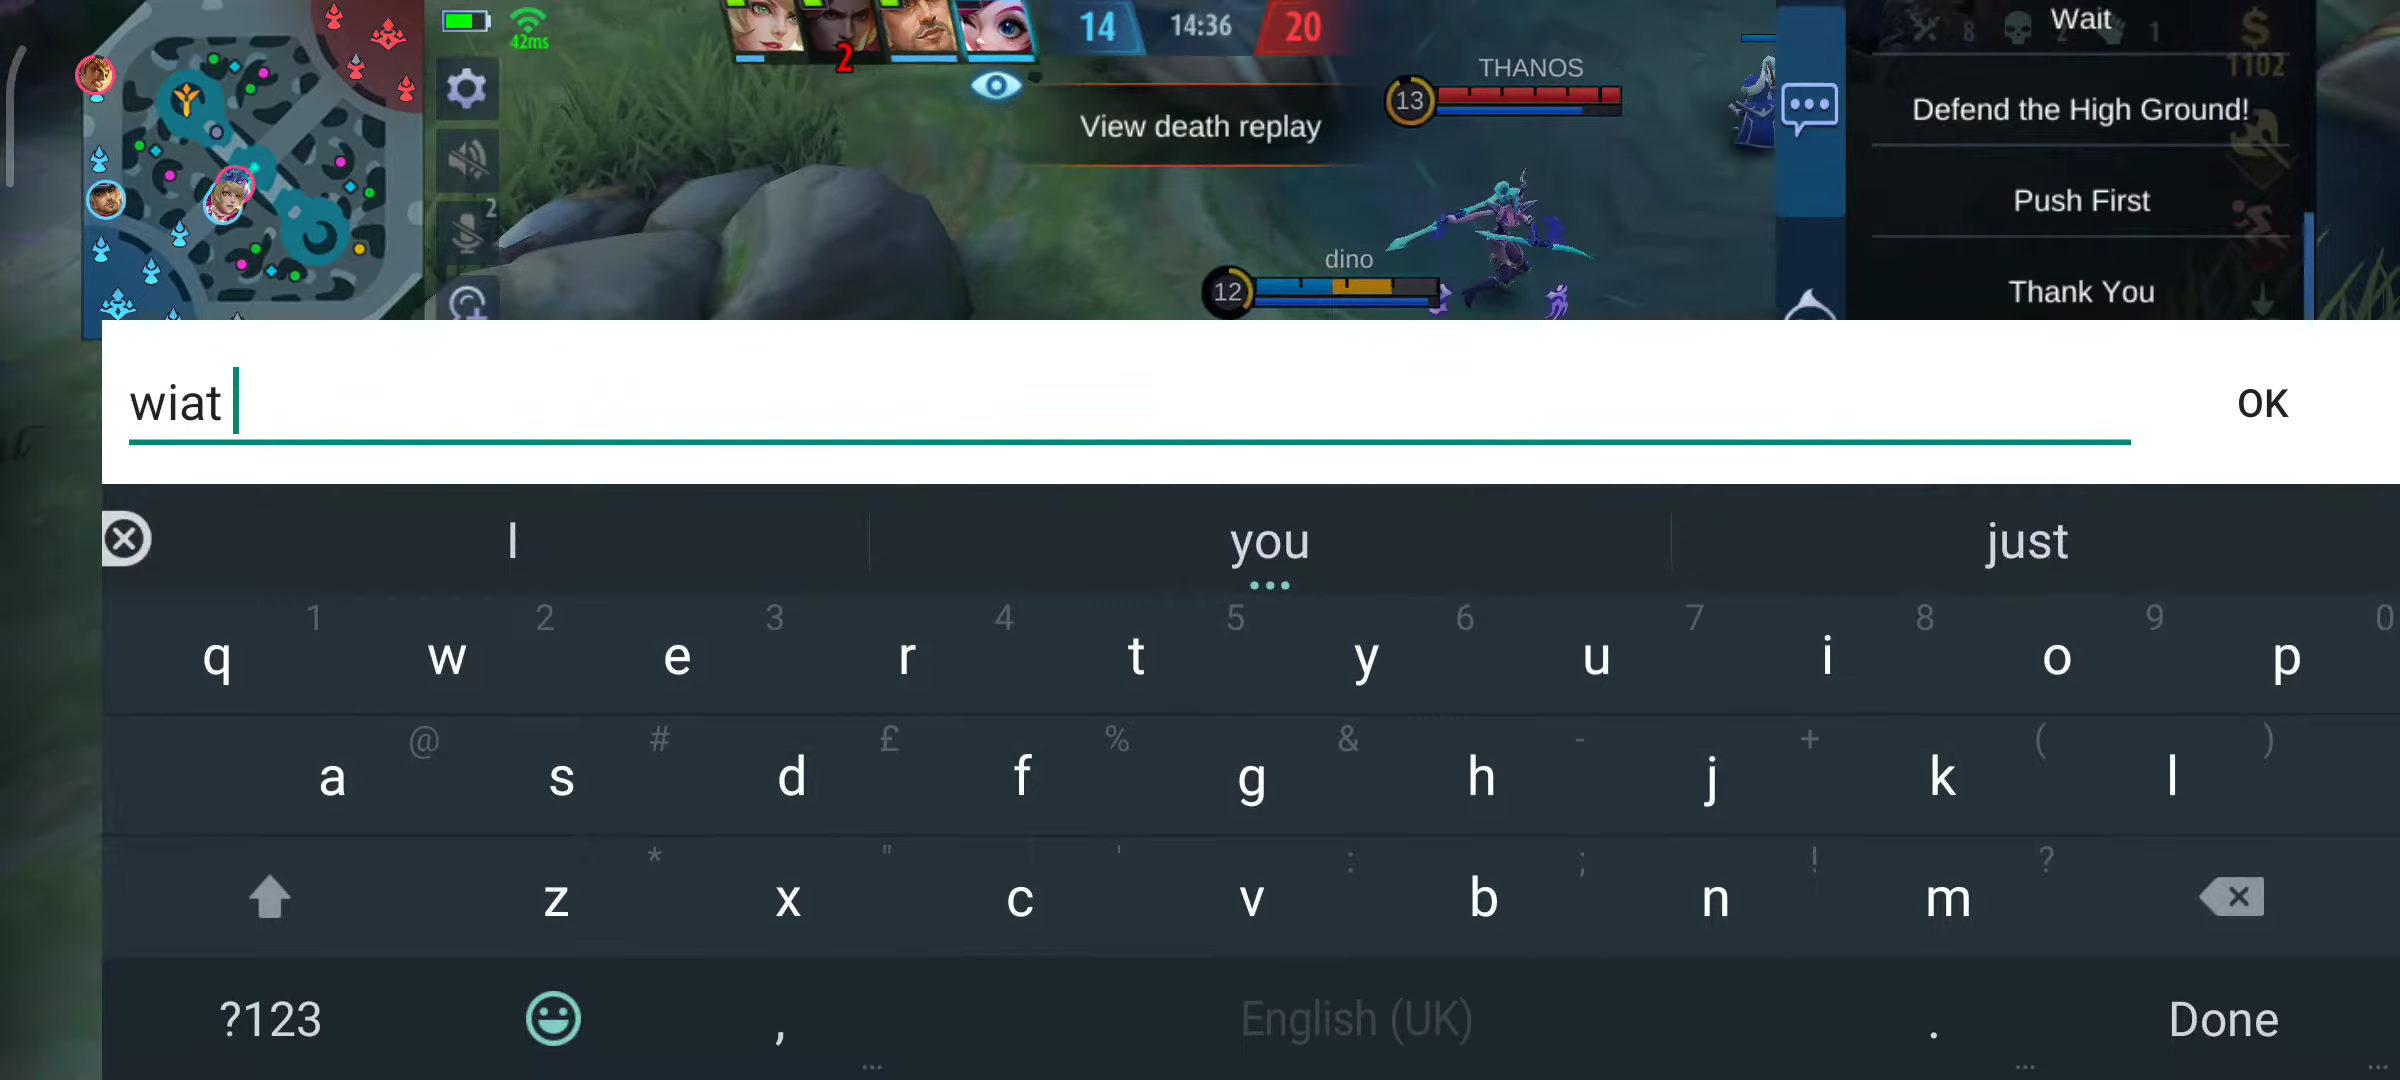 42ms
2
14 14:36 20
View death replay
THANOS
13
dino
12
2
8 2 1
1102
Wait
Defend the High Ground!
Push First
Thank You
wiat
OK
I you just
1 2 3 4 5 6 7 8 9 0
q w e r t y u i o p
@ # £ % & - + ( )
a s d f g h j k l
* " ' : ; ! ?
z x c v b n m
?123 , English (UK) . Done